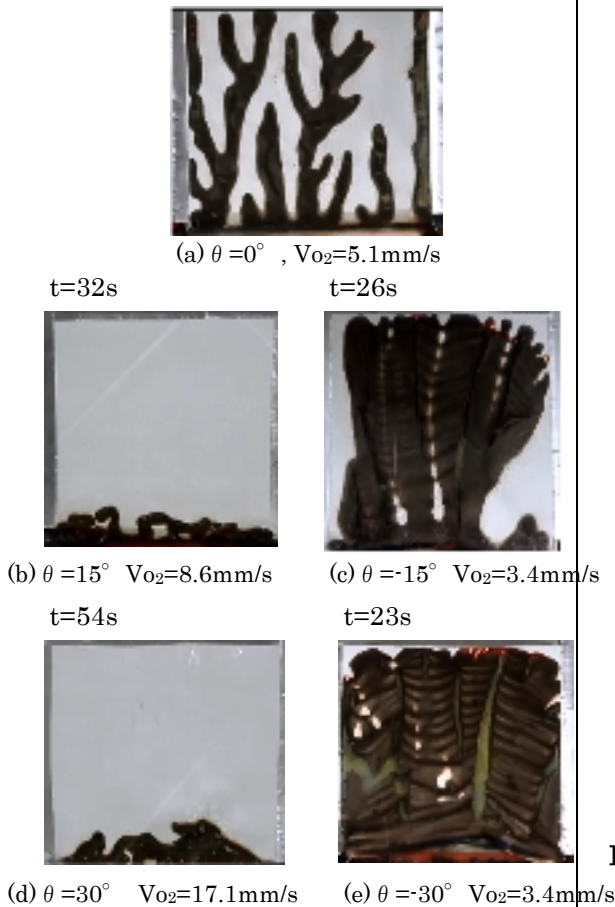 (a) θ=0° , Vo₂=5.1mm/s
t=32s
t=26s
(b) θ=15° Vo₂=8.6mm/s
(c) θ=-15° Vo₂=3.4mm/s
t=54s
t=23s
(d) θ=30° Vo₂=17.1mm/s
(e) θ=-30° Vo₂=3.4mm/s